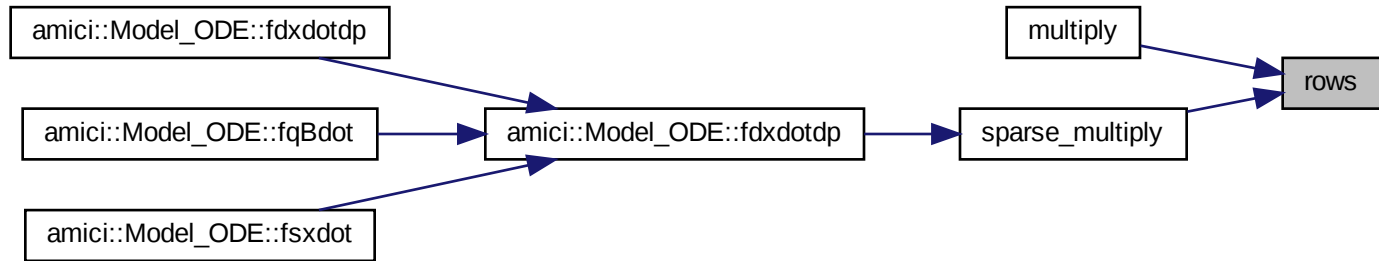 amici::Model_ODE::fdxdotdp
multiply
rows
amici::Model_ODE::fqBdot
amici::Model_ODE::fdxdotdp
sparse_multiply
amici::Model_ODE::fsxdot